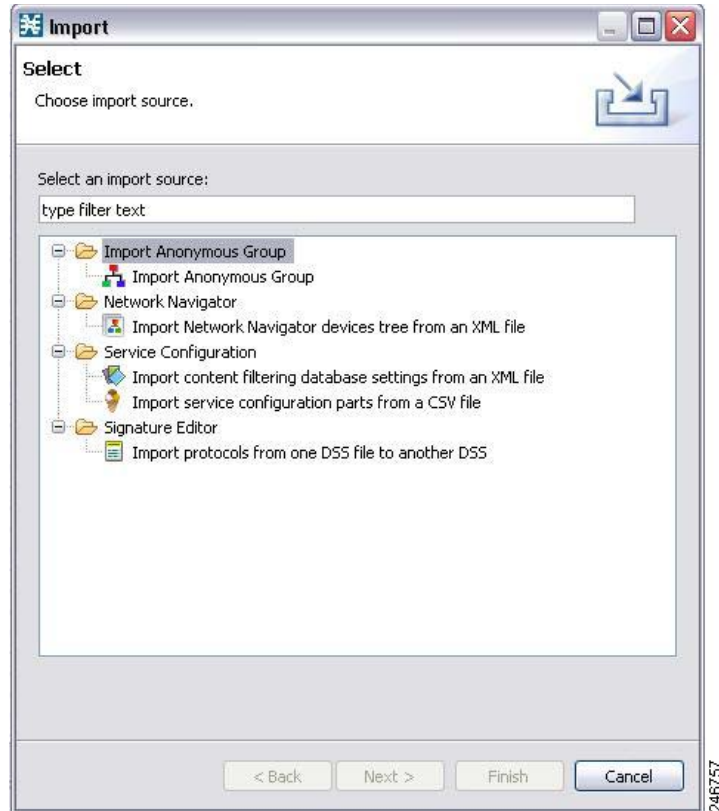 Import
Select
Choose import source.
Select an import source:
type filter text
Import Anonymous Group
Import Anonymous Group
Network Navigator
Import Network Navigator devices tree from an XML file
Service Configuration
Import content filtering database settings from an XML file
Import service configuration parts from a CSV file
Signature Editor
Import protocols from one DSS file to another DSS
< Back Next > Finish Cancel
246757